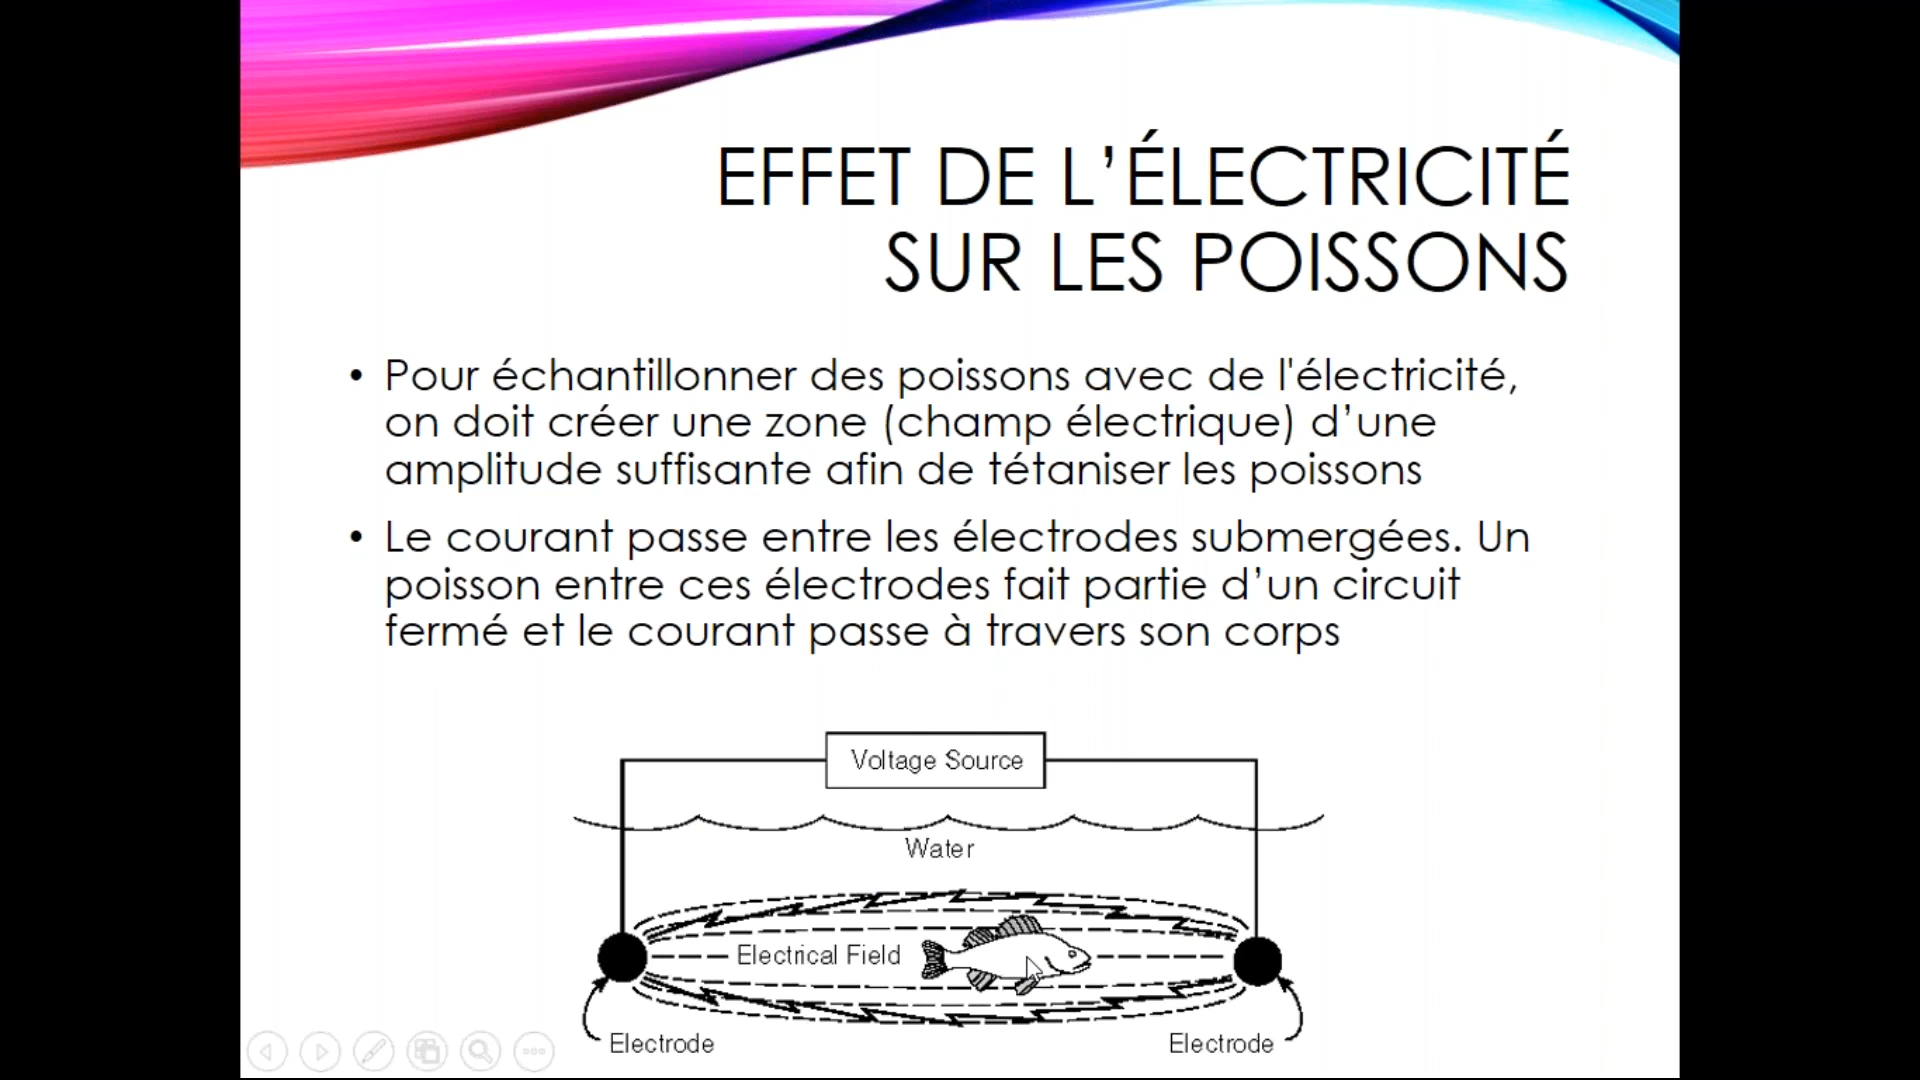 EFFET DE L’ÉLECTRICITÉ
SUR LES POISSONS
• Pour échantillonner des poissons avec de l'électricité,
on doit créer une zone (champ électrique) d’une
amplitude suffisante afin de tétaniser les poissons
• Le courant passe entre les électrodes submergées. Un
poisson entre ces électrodes fait partie d’un circuit
fermé et le courant passe à travers son corps
Voltage Source
Water
Electrical Field
Electrode
Electrode